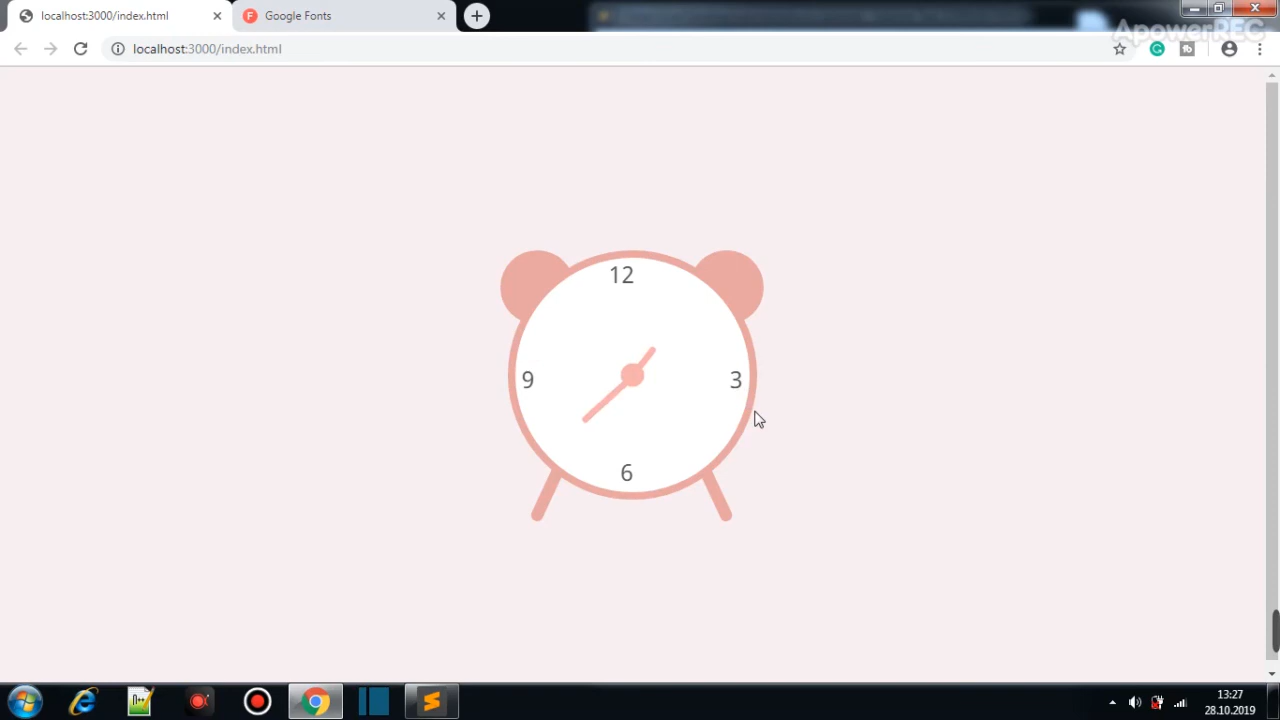 localhost:3000/index.html
Google Fonts
ApowerREC
localhost:3000/index.html
12
9
3
6
13:27
28.10.2019